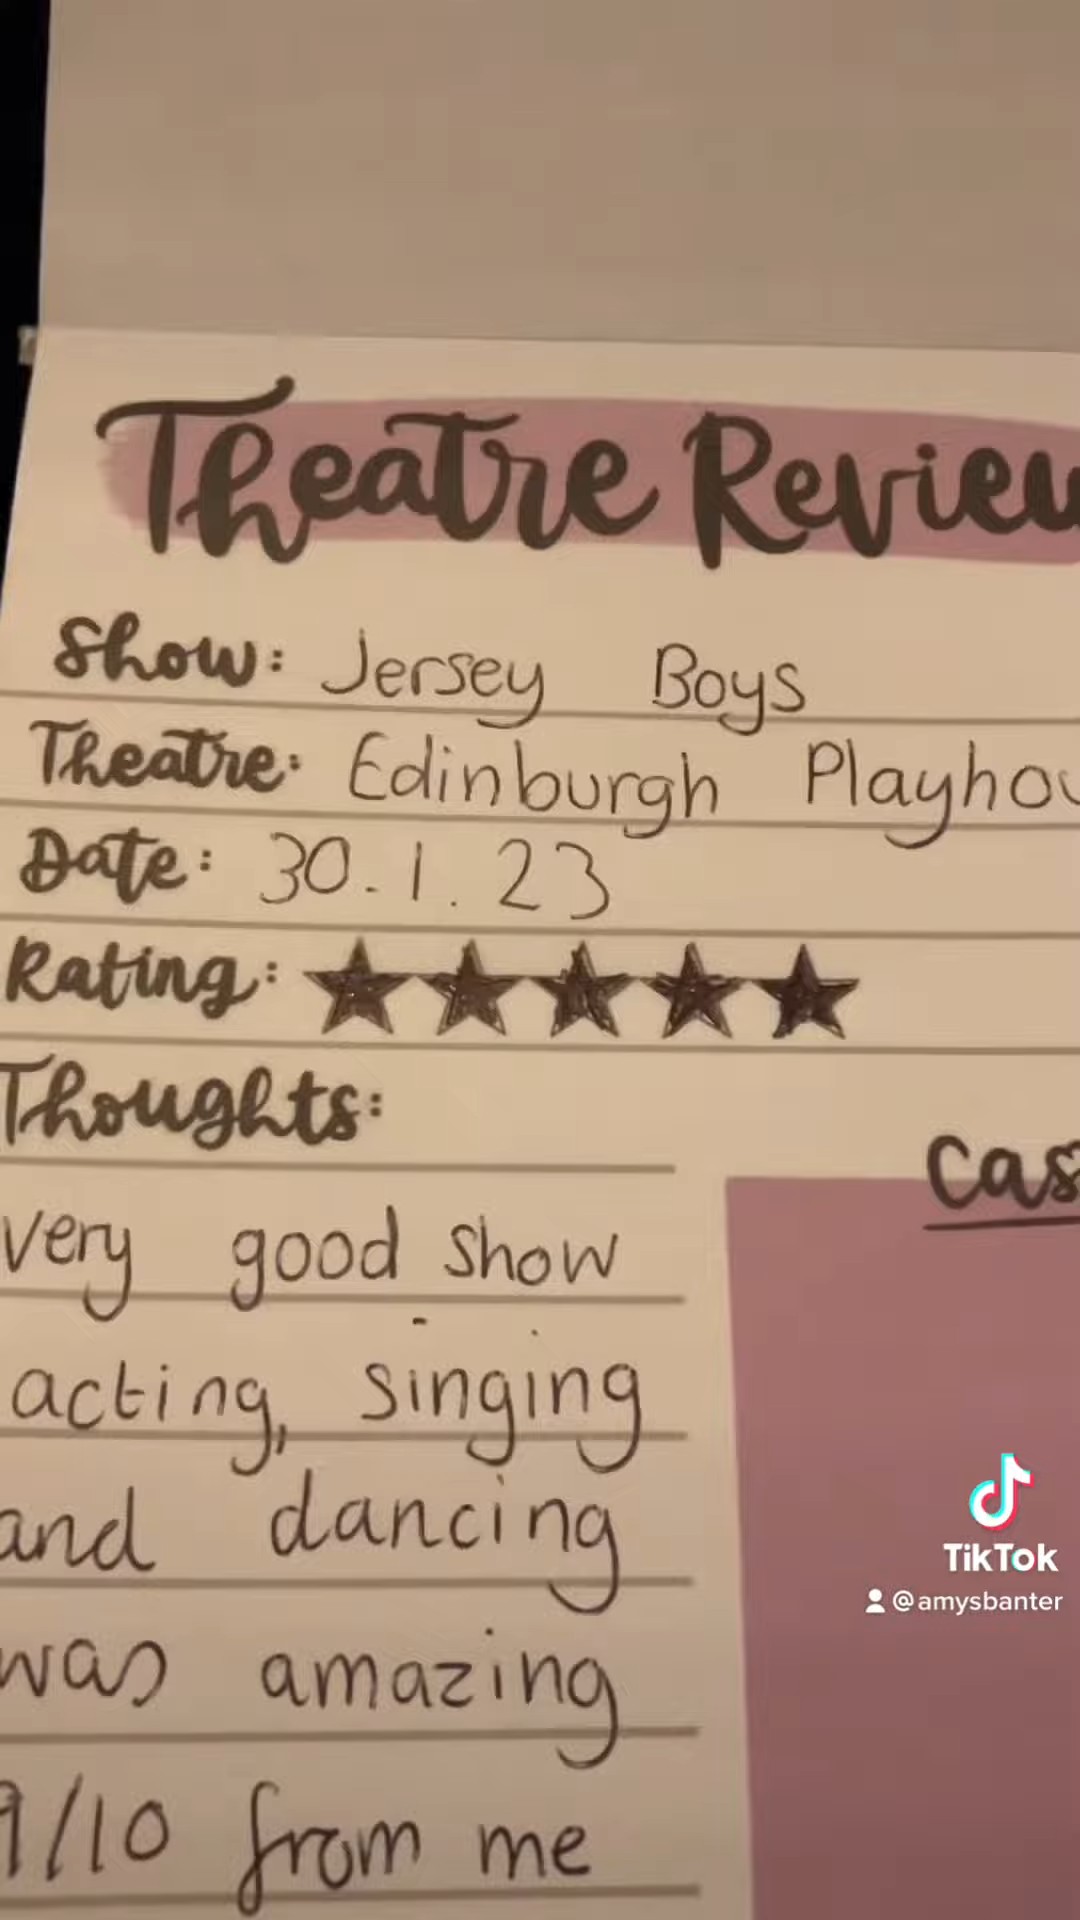 Theatre Review
Show: Jersey Boys
Theatre: Edinburgh Playhou
Date: 30.1.23
Rating: ★★★★★
Thoughts:
Cas
very good show
acting, singing
and dancing
was amazing
9/10 from me
TikTok
@amysbanter